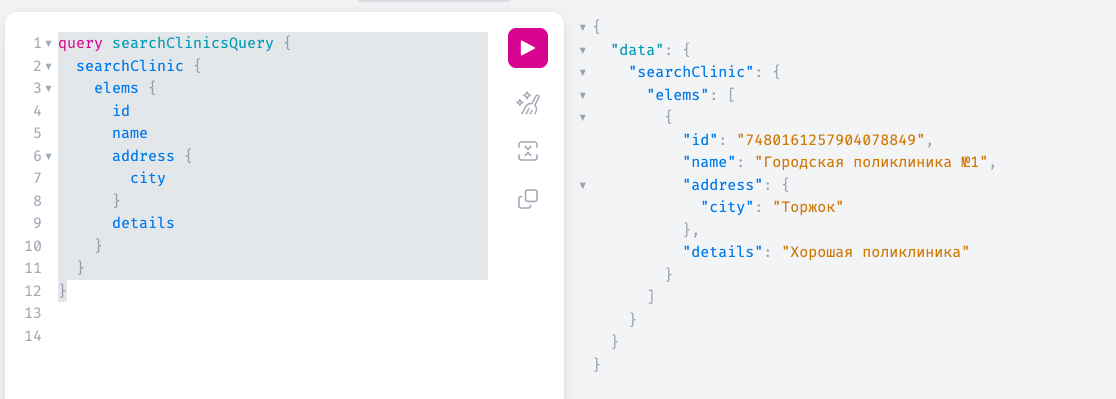 1 query searchClinicsQuery {
2 searchClinic {
3 elems {
4 id
5 name
6 address {
7 city
8 }
9 details
10 }
11 }
12 }
13
14
{
"data": {
"searchClinic": {
"elems": [
{
"id": "7480161257904078849",
"name": "Городская поликлиника №1",
"address": {
"city": "Торжок"
},
"details": "Хорошая поликлиника"
}
]
}
}
}